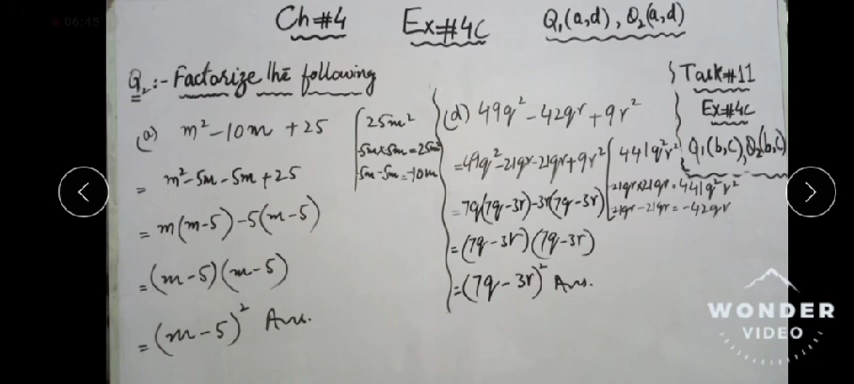 06:45
Ch#4 Ex#4C Q₁(a,d), Q₂(a,d)
Q₂:- Factorize the following
(a) m² - 10m + 25
= m² - 5m - 5m + 25
= m(m-5) - 5(m-5)
= (m-5)(m-5)
= (m-5)² Ans.
25m²
-5m×-5m = 25m²
-5m-5m = -10m
(d) 49q² - 42qr + 9r²
= 49q² - 21qr - 21qr + 9r²
= 7q(7q-3r) - 3r(7q-3r)
= (7q-3r)(7q-3r)
= (7q-3r)² Ans.
441q²r²
-21qr×-21qr = 441q²r²
-21qr-21qr = -42qr
Task#11
Ex#4C
Q₁(b,c), Q₂(b,c)
WONDER
VIDEO